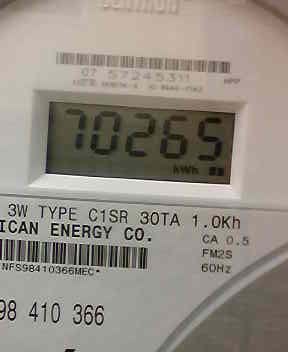 07 57245311
70265
kWh
3W TYPE C1SR 30TA 1.0Kh
ICAN ENERGY CO.
CA 0.5
FM2S
60Hz
NFS98410366MEC*
98 410 366